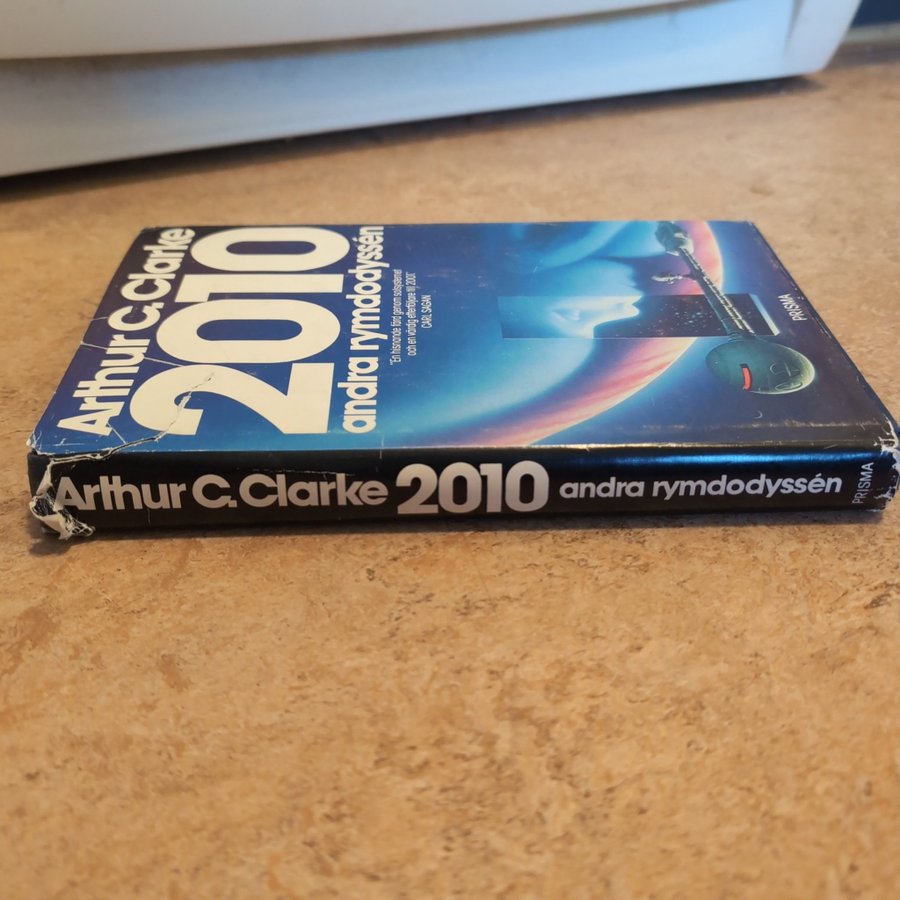 Arthur C. Clarke
2010
andra rymdodyssén
"En hisnande färd genom solsystemet
och en värdig efterföljare till 2001."
CARL SAGAN
PRISMA
Arthur C. Clarke 2010 andra rymdodyssén PRISMA